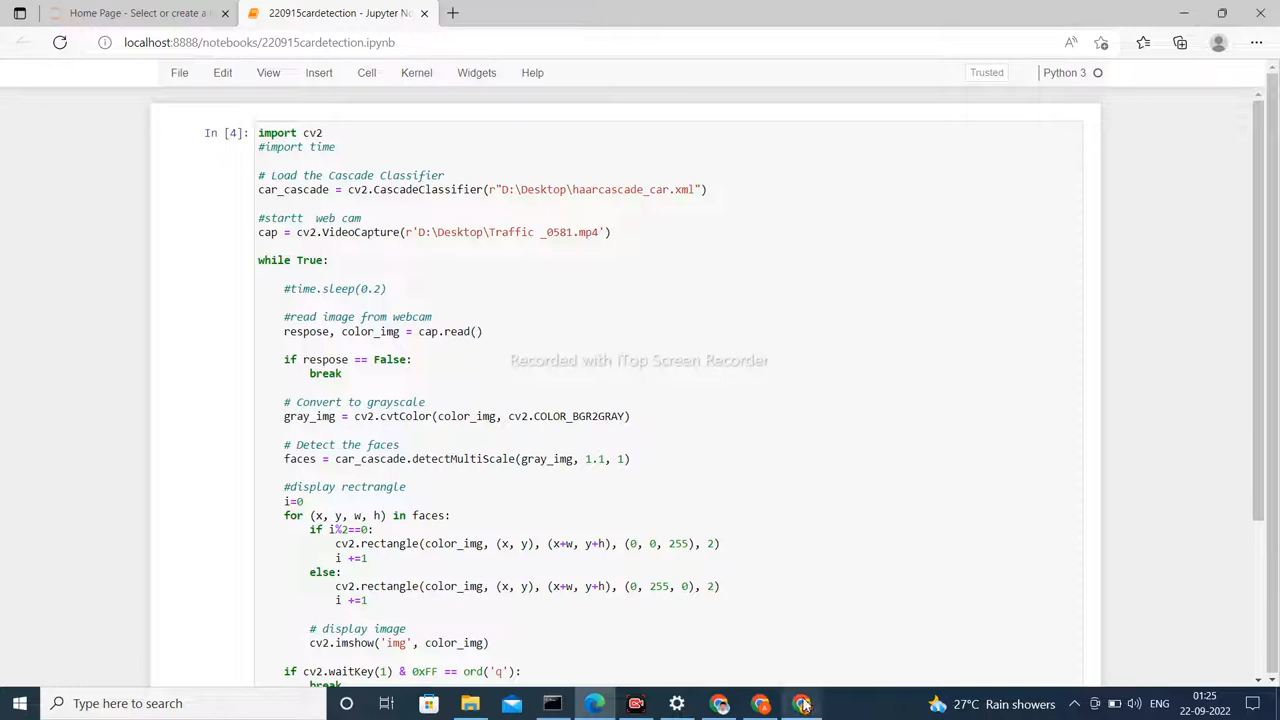 Home Page - Select or create a
220915cardetection - Jupyter No
localhost:8888/notebooks/220915cardetection.ipynb
File Edit View Insert Cell Kernel Widgets Help
Trusted
Python 3
In [4]:
import cv2
#import time
# Load the Cascade Classifier
car_cascade = cv2.CascadeClassifier(r"D:\Desktop\haarcascade_car.xml")
#startt  web cam
cap = cv2.VideoCapture(r'D:\Desktop\Traffic _0581.mp4')
while True:
#time.sleep(0.2)
#read image from webcam
respose, color_img = cap.read()
if respose == False:
break
Recorded with iTop Screen Recorder
# Convert to grayscale
gray_img = cv2.cvtColor(color_img, cv2.COLOR_BGR2GRAY)
# Detect the faces
faces = car_cascade.detectMultiScale(gray_img, 1.1, 1)
#display rectrangle
i=0
for (x, y, w, h) in faces:
if i%2==0:
cv2.rectangle(color_img, (x, y), (x+w, y+h), (0, 0, 255), 2)
i +=1
else:
cv2.rectangle(color_img, (x, y), (x+w, y+h), (0, 255, 0), 2)
i +=1
# display image
cv2.imshow('img', color_img)
if cv2.waitKey(1) & 0xFF == ord('q'):
break
Type here to search
27°C Rain showers
ENG
01:25
22-09-2022